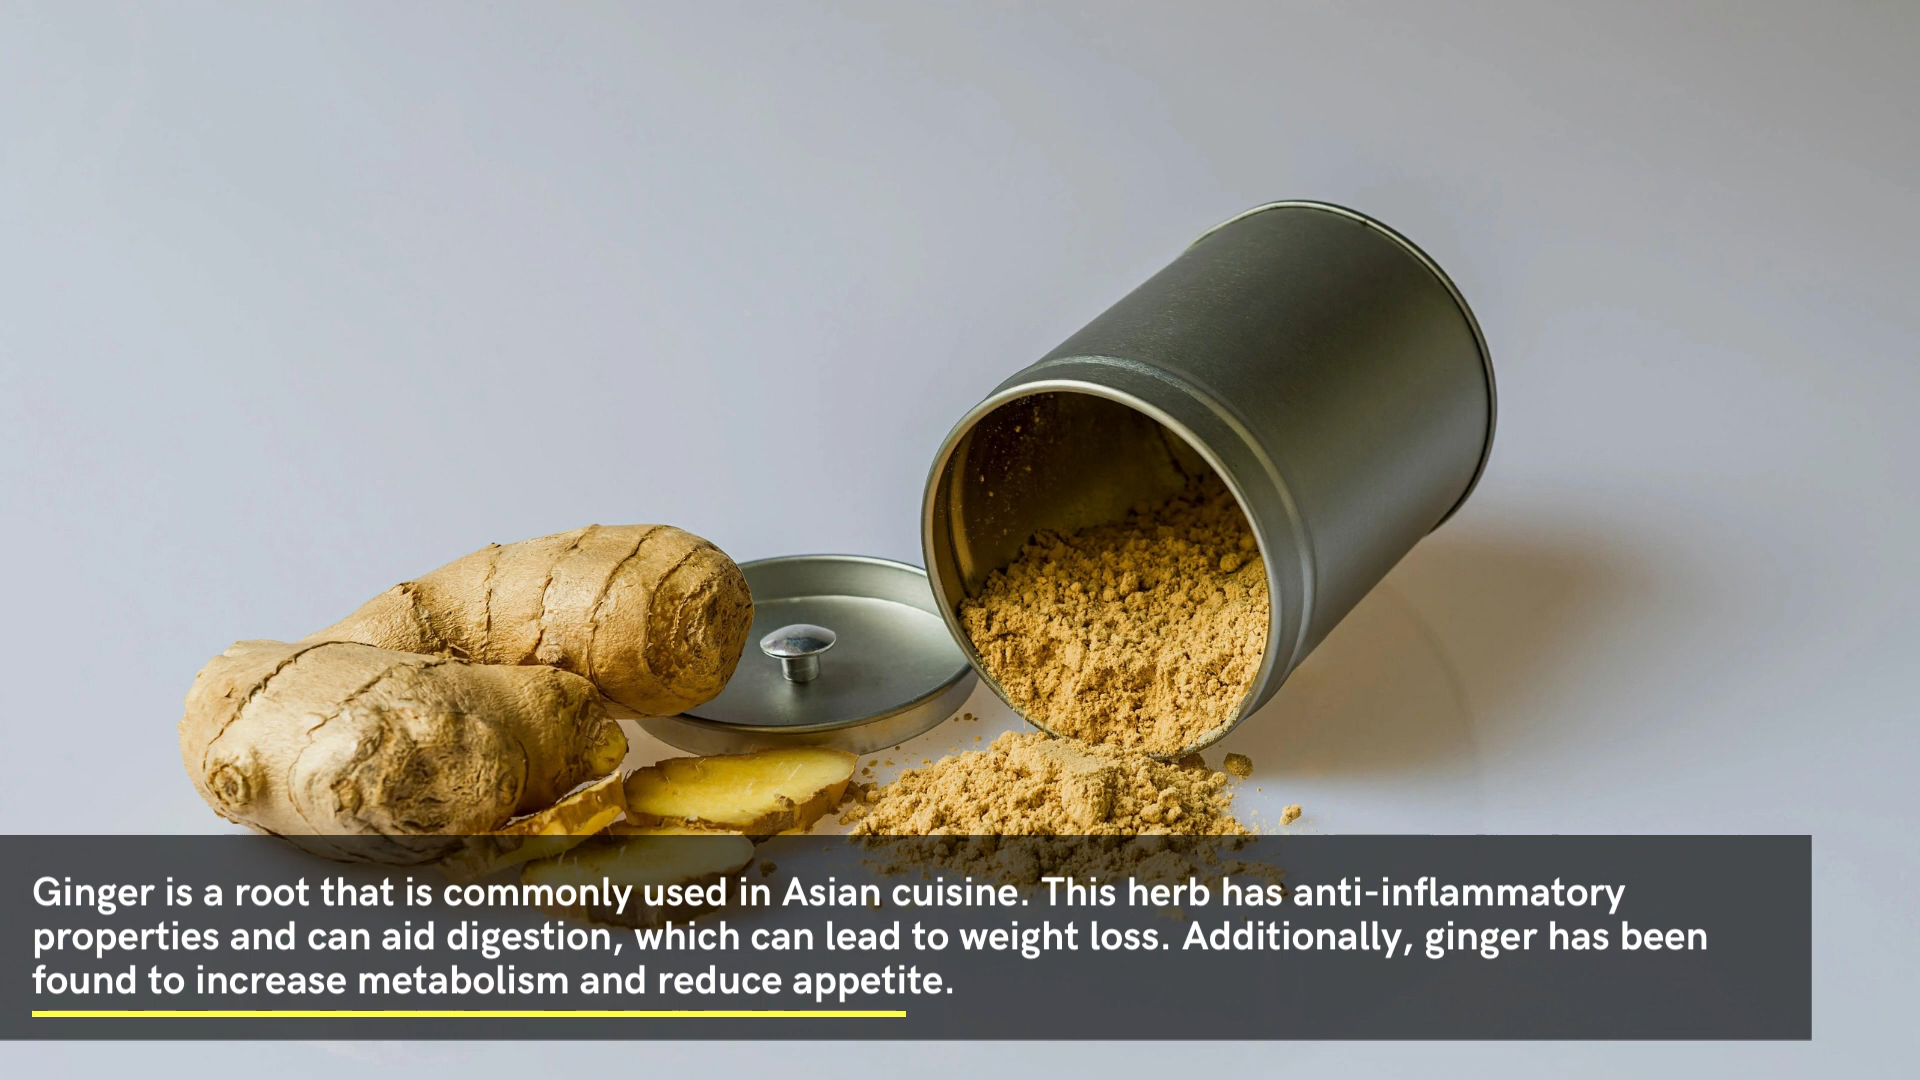 Ginger is a root that is commonly used in Asian cuisine. This herb has anti-inflammatory
properties and can aid digestion, which can lead to weight loss. Additionally, ginger has been
found to increase metabolism and reduce appetite.